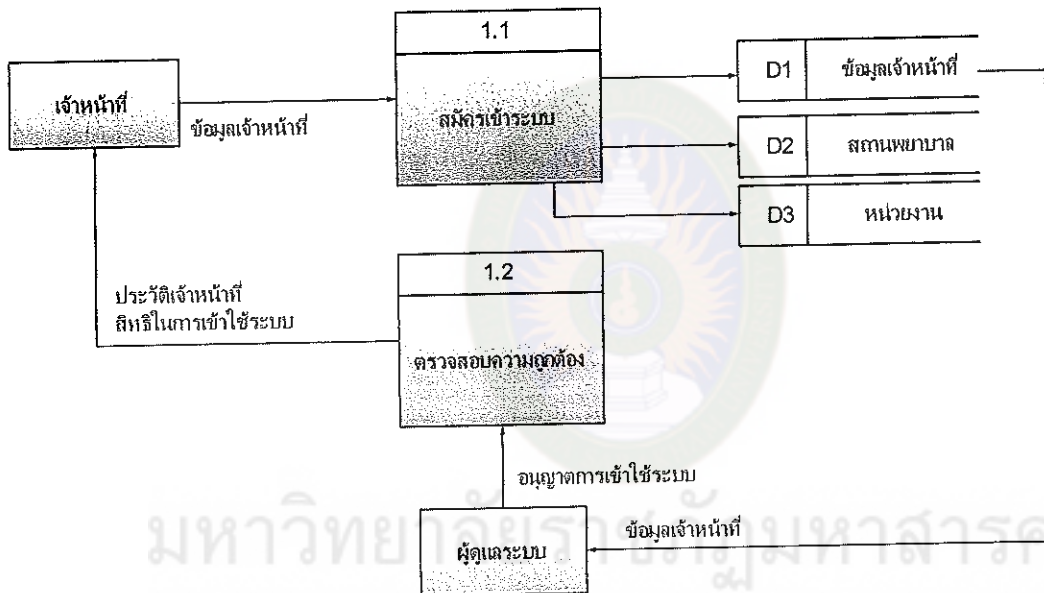 1.1
เจ้าหน้าที่
ข้อมูลเจ้าหน้าที่
สมัครเข้าระบบ
D1 ข้อมูลเจ้าหน้าที่
D2 สถานพยาบาล
D3 หน่วยงาน
1.2
ประวัติเจ้าหน้าที่
สิทธิในการเข้าใช้ระบบ
ตรวจสอบความถูกต้อง
อนุญาตการเข้าใช้ระบบ
ผู้ดูแลระบบ
ข้อมูลเจ้าหน้าที่
มหาวิทยาลัยราชภัฏมหาสารค